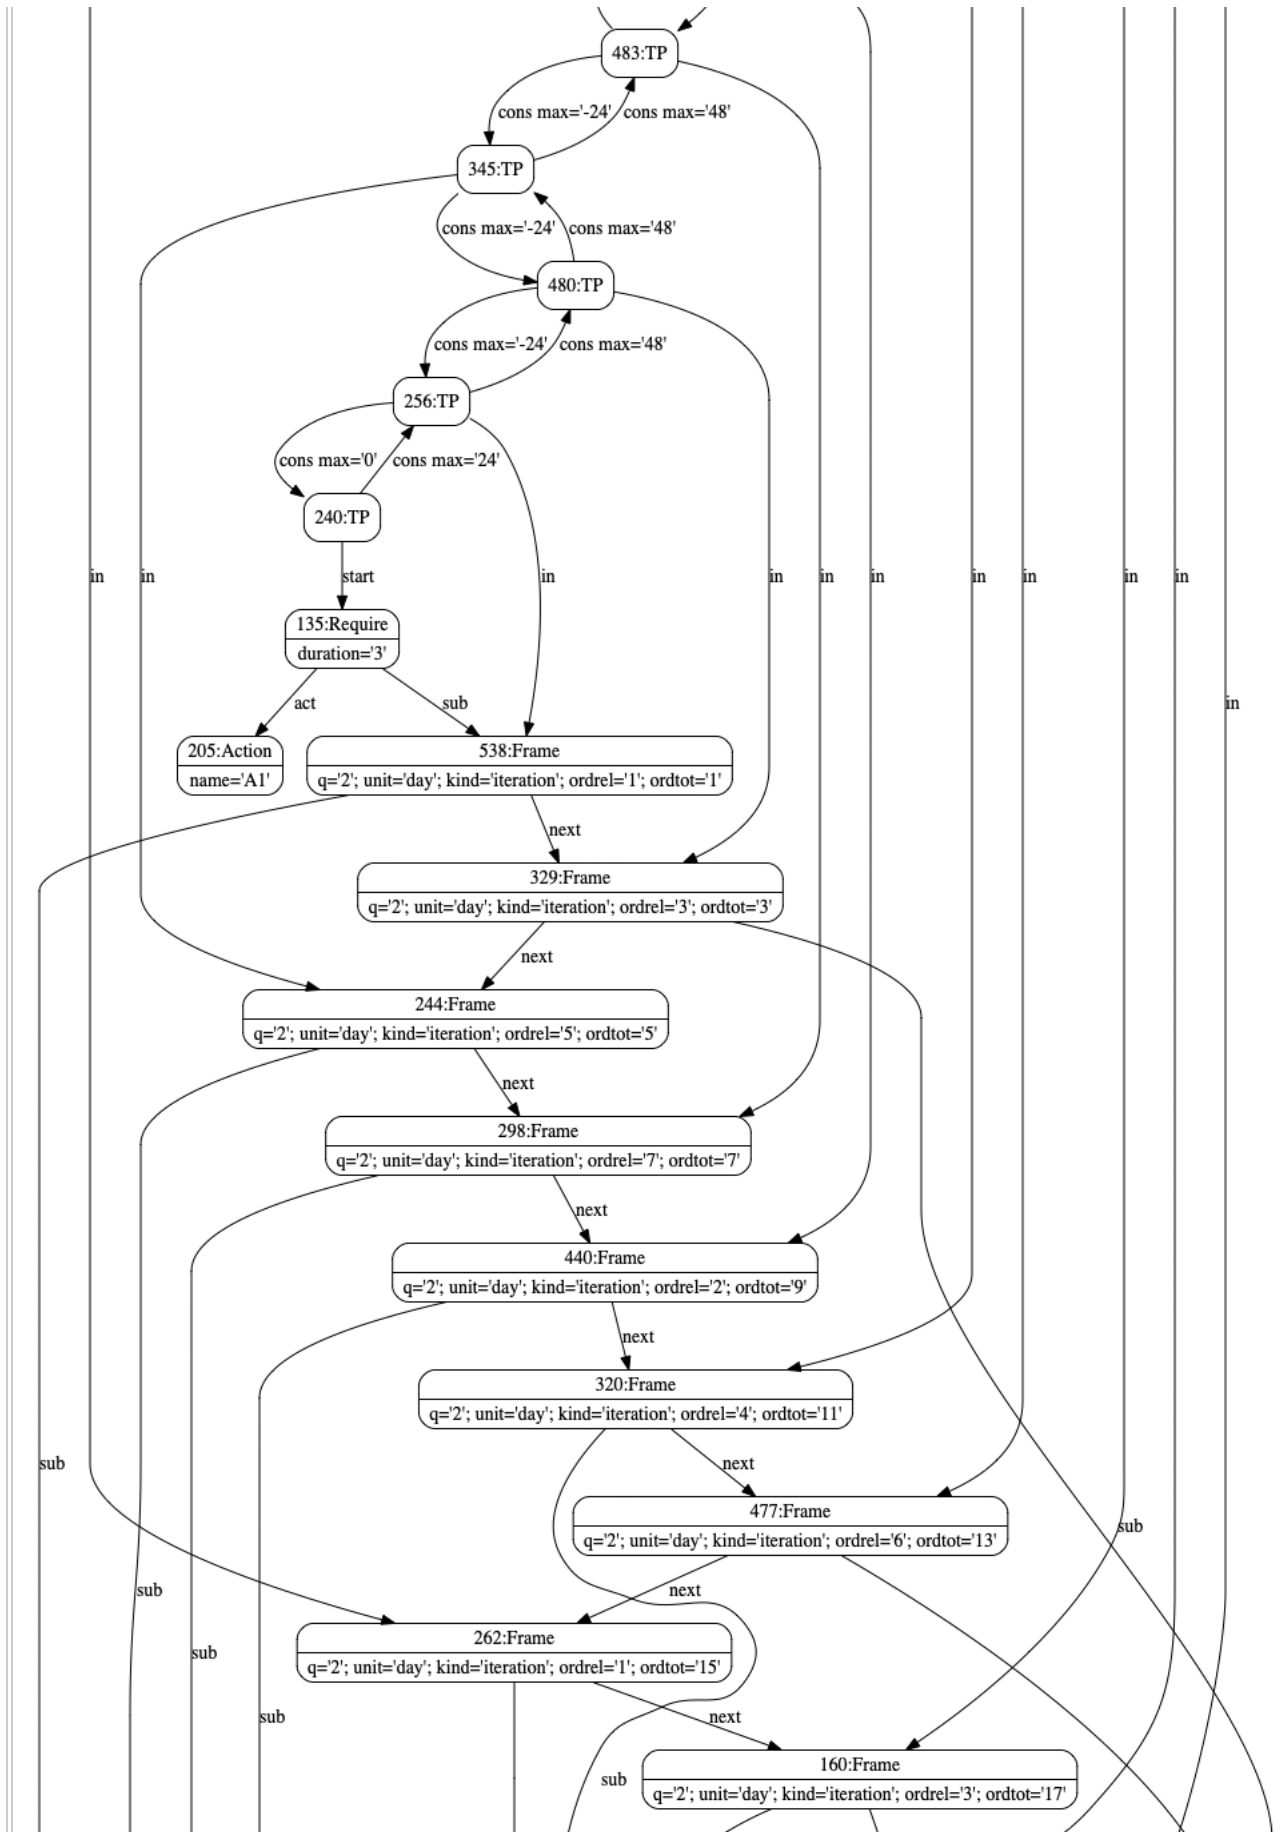 483:TP
cons max='-24'
cons max='48'
345:TP
cons max='-24'
cons max='48'
480:TP
cons max='-24'
cons max='48'
256:TP
cons max='0'
cons max='24'
240:TP
in
in
start
in
in
in
in
in
in
in
in
135:Require
duration='3'
act
sub
in
205:Action
name='A1'
538:Frame
q='2'; unit='day'; kind='iteration'; ordrel='1'; ordtot='1'
next
329:Frame
q='2'; unit='day'; kind='iteration'; ordrel='3'; ordtot='3'
next
244:Frame
q='2'; unit='day'; kind='iteration'; ordrel='5'; ordtot='5'
next
298:Frame
q='2'; unit='day'; kind='iteration'; ordrel='7'; ordtot='7'
next
440:Frame
q='2'; unit='day'; kind='iteration'; ordrel='2'; ordtot='9'
next
320:Frame
q='2'; unit='day'; kind='iteration'; ordrel='4'; ordtot='11'
sub
next
477:Frame
q='2'; unit='day'; kind='iteration'; ordrel='6'; ordtot='13'
sub
sub
next
262:Frame
q='2'; unit='day'; kind='iteration'; ordrel='1'; ordtot='15'
sub
sub
next
160:Frame
q='2'; unit='day'; kind='iteration'; ordrel='3'; ordtot='17'
sub